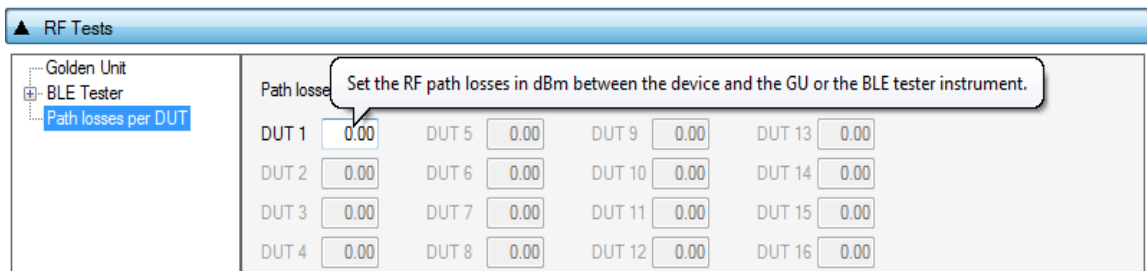 RF Tests
Golden Unit
BLE Tester
Path losses per DUT
Path losse
Set the RF path losses in dBm between the device and the GU or the BLE tester instrument.
DUT 1 0.00 DUT 5 0.00 DUT 9 0.00 DUT 13 0.00
DUT 2 0.00 DUT 6 0.00 DUT 10 0.00 DUT 14 0.00
DUT 3 0.00 DUT 7 0.00 DUT 11 0.00 DUT 15 0.00
DUT 4 0.00 DUT 8 0.00 DUT 12 0.00 DUT 16 0.00